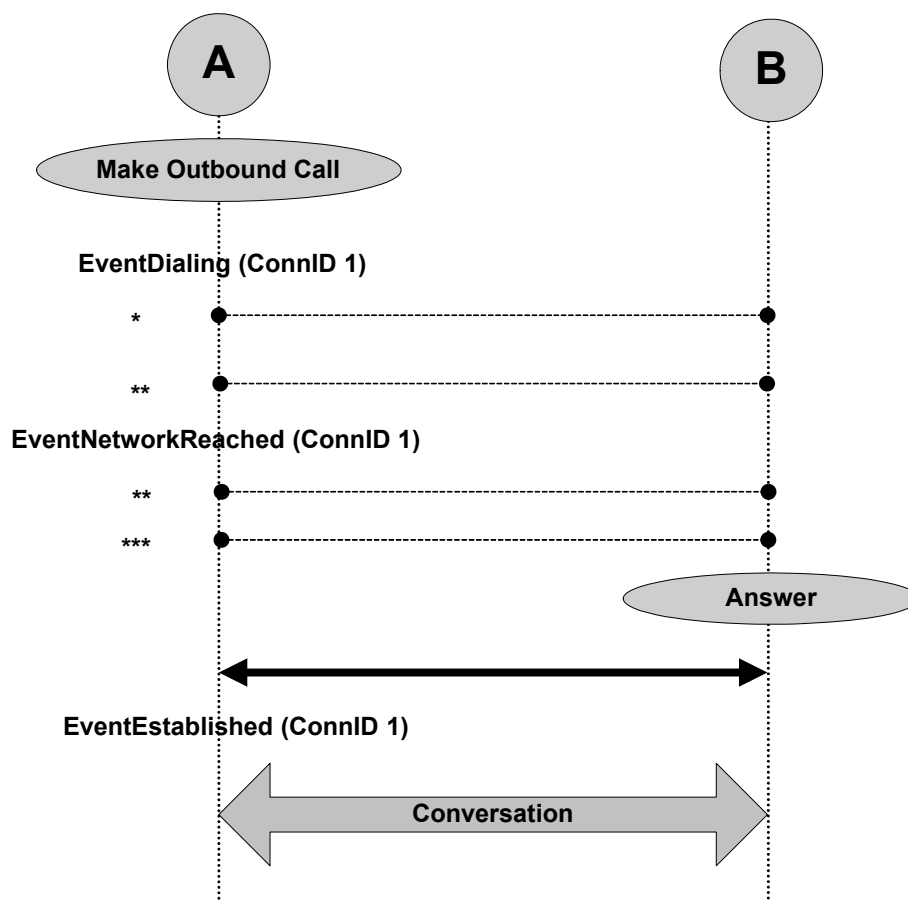 A
B
Make Outbound Call
EventDialing (ConnID 1)
*
**
EventNetworkReached (ConnID 1)
**
***
Answer
EventEstablished (ConnID 1)
Conversation